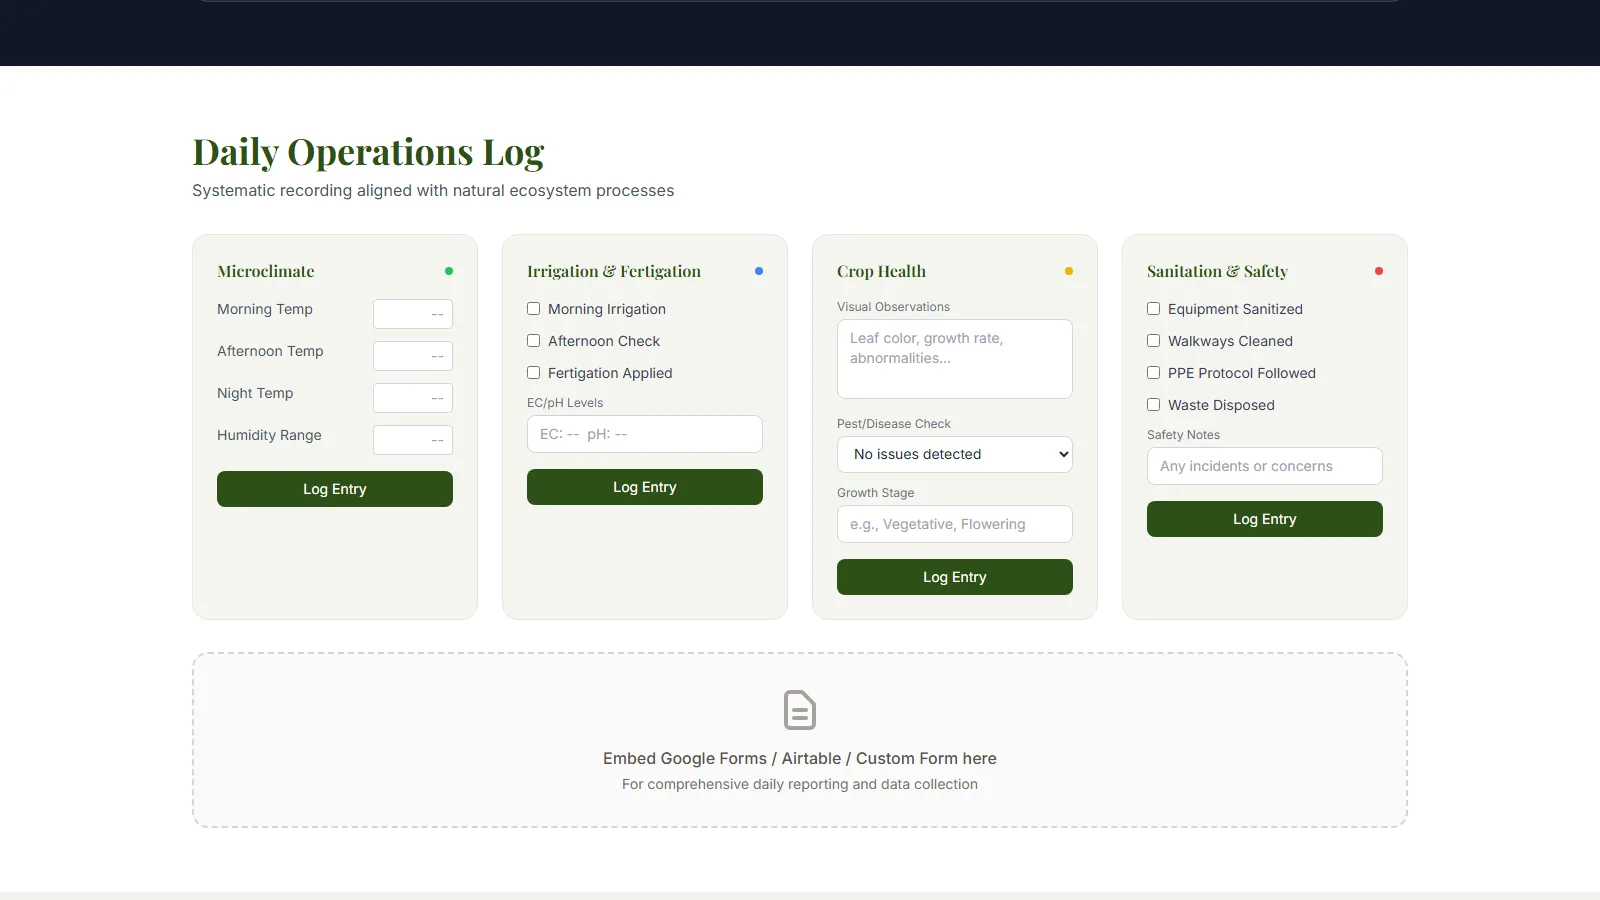 Daily Operations Log
Systematic recording aligned with natural ecosystem processes
Microclimate
Morning Temp
--
Afternoon Temp
--
Night Temp
--
Humidity Range
--
Log Entry
Irrigation & Fertigation
Morning Irrigation
Afternoon Check
Fertigation Applied
EC/pH Levels
EC: -- pH: --
Log Entry
Crop Health
Visual Observations
Leaf color, growth rate,
abnormalities...
Pest/Disease Check
No issues detected
Growth Stage
e.g., Vegetative, Flowering
Log Entry
Sanitation & Safety
Equipment Sanitized
Walkways Cleaned
PPE Protocol Followed
Waste Disposed
Safety Notes
Any incidents or concerns
Log Entry
Embed Google Forms / Airtable / Custom Form here
For comprehensive daily reporting and data collection